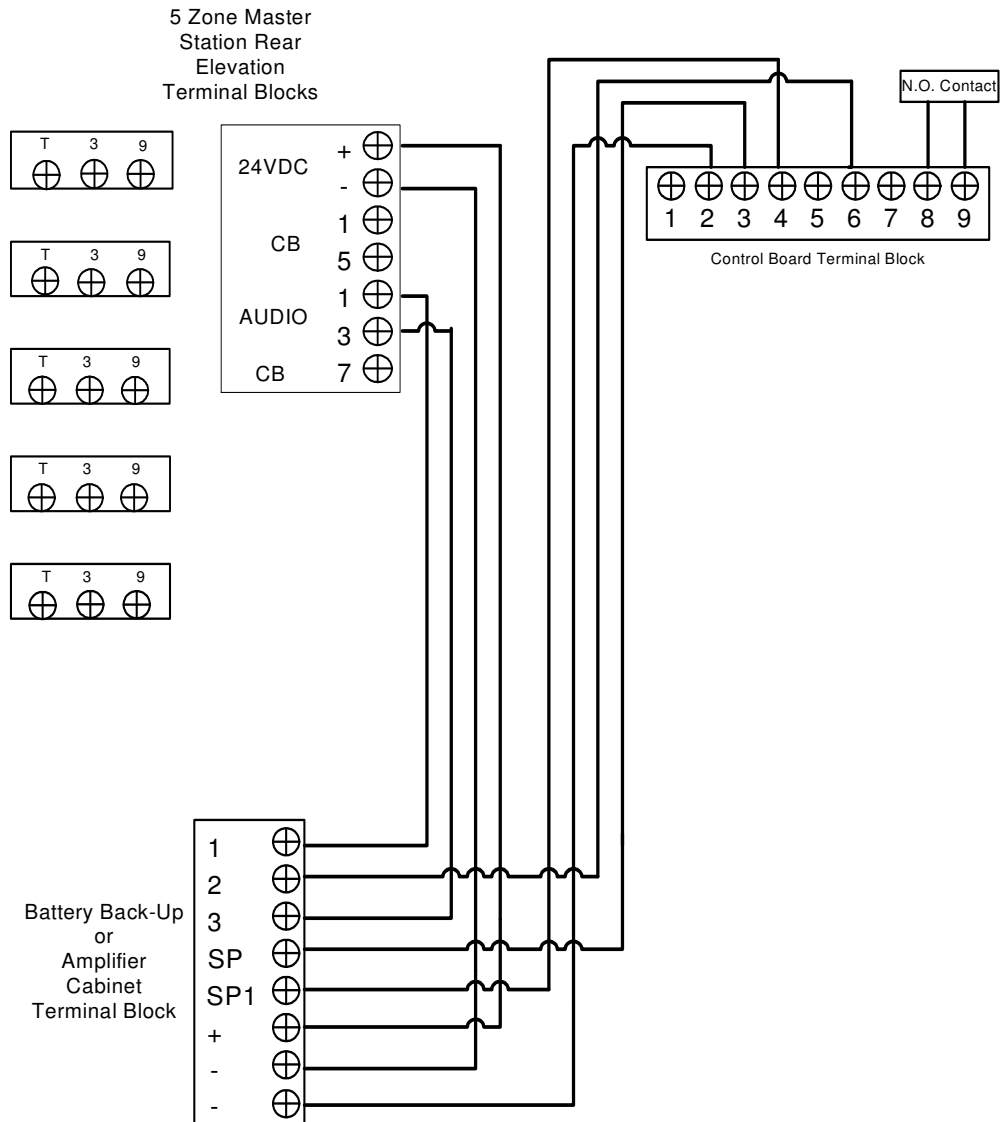 5 Zone Master
Station Rear
Elevation
Terminal Blocks
T 3 9
T 3 9
T 3 9
T 3 9
T 3 9
24VDC
+
-
CB
1
5
AUDIO
1
3
CB
7
N.O. Contact
1 2 3 4 5 6 7 8 9
Control Board Terminal Block
Battery Back-Up
or
Amplifier
Cabinet
Terminal Block
1
2
3
SP
SP1
+
-
-